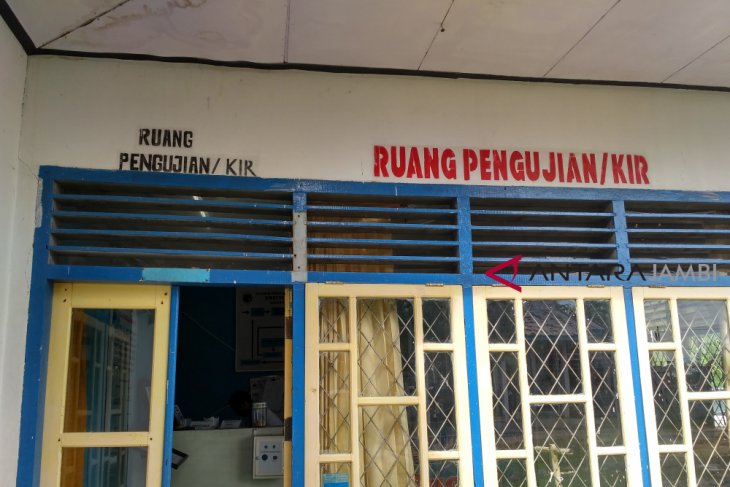 RUANG
PENGUJIAN/ KIR
RUANG PENGUJIAN/KIR
ANTARA JAMBI